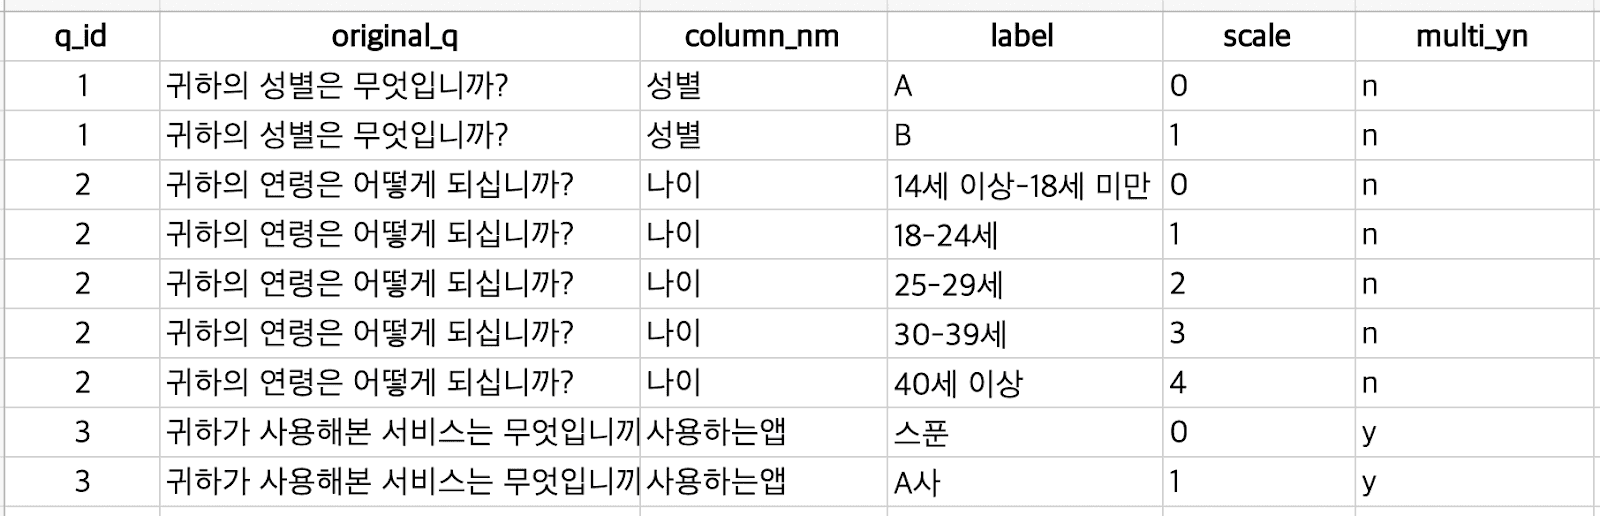 q_id original_q column_nm label scale multi_yn
1 귀하의 성별은 무엇입니까? 성별 A 0 n
1 귀하의 성별은 무엇입니까? 성별 B 1 n
2 귀하의 연령은 어떻게 되십니까? 나이 14세 이상-18세 미만 0 n
2 귀하의 연령은 어떻게 되십니까? 나이 18-24세 1 n
2 귀하의 연령은 어떻게 되십니까? 나이 25-29세 2 n
2 귀하의 연령은 어떻게 되십니까? 나이 30-39세 3 n
2 귀하의 연령은 어떻게 되십니까? 나이 40세 이상 4 n
3 귀하가 사용해본 서비스는 무엇입니까 사용하는앱 스푼 0 y
3 귀하가 사용해본 서비스는 무엇입니까 사용하는앱 A사 1 y